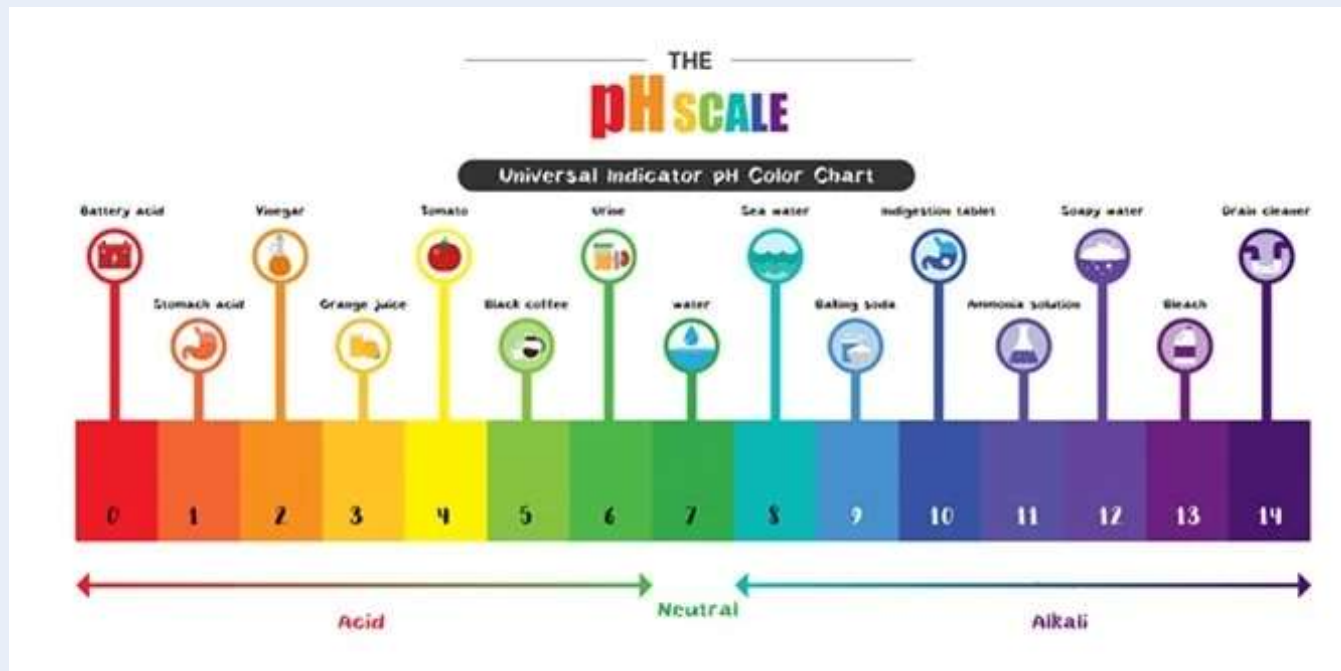 THE
pH SCALE
Universal Indicator pH Color Chart
Battery acid
Vinegar
Tomato
Urine
Sea water
Indigestion tablet
Soapy water
Drain cleaner
Stomach acid
Orange juice
Black coffee
water
Baking soda
Ammonia solution
Bleach
0 1 2 3 4 5 6 7 8 9 10 11 12 13 14
Acid
Neutral
Alkali